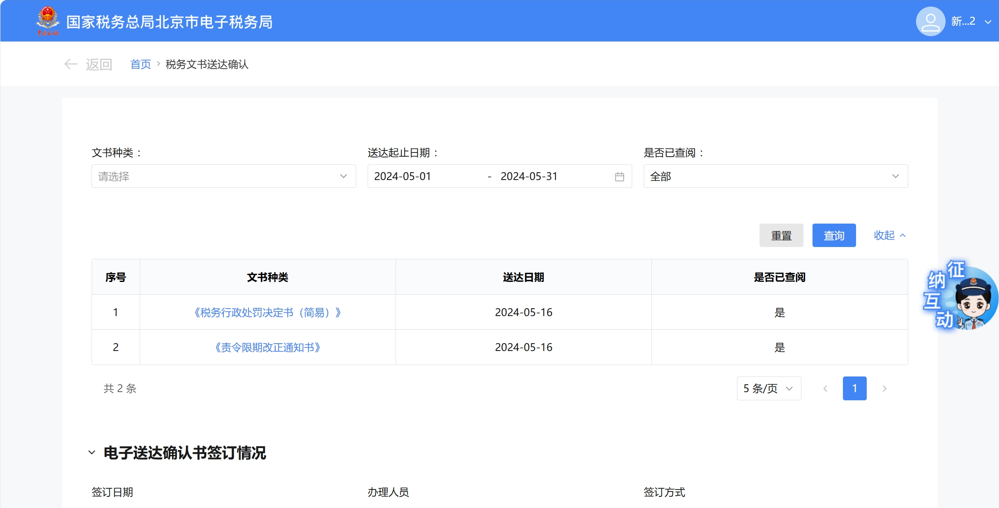 国家税务总局北京市电子税务局
新...2
中国税务
返回 首页 > 税务文书送达确认
文书种类： 送达起止日期： 是否已查阅：
请选择 2024-05-01 - 2024-05-31 全部
重置 查询 收起
序号 文书种类 送达日期 是否已查阅
1 《税务行政处罚决定书（简易）》 2024-05-16 是
2 《责令限期改正通知书》 2024-05-16 是
征纳互动
共 2 条 5 条/页 < 1 >
电子送达确认书签订情况
签订日期 办理人员 签订方式